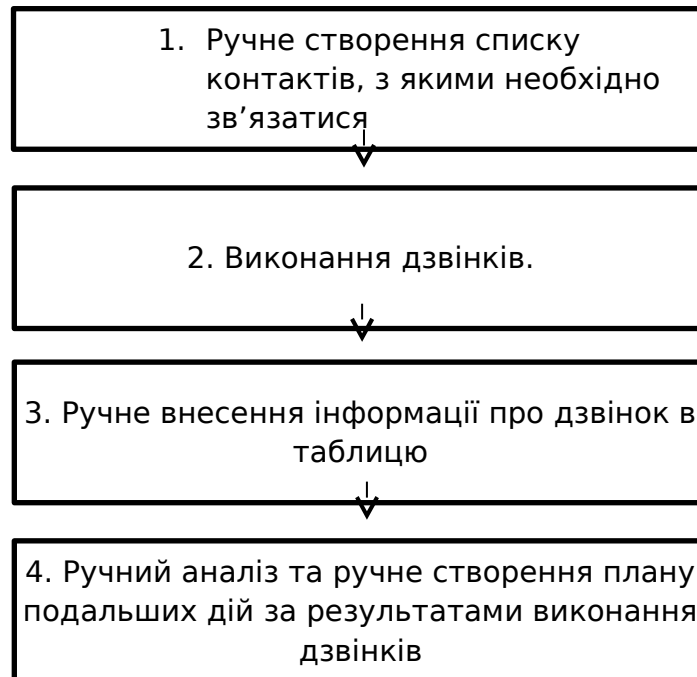 1. Ручне створення списку
контактів, з якими необхідно
зв’язатися
2. Виконання дзвінків.
3. Ручне внесення інформації про дзвінок в
таблицю
4. Ручний аналіз та ручне створення плану
подальших дій за результатами виконання
дзвінків